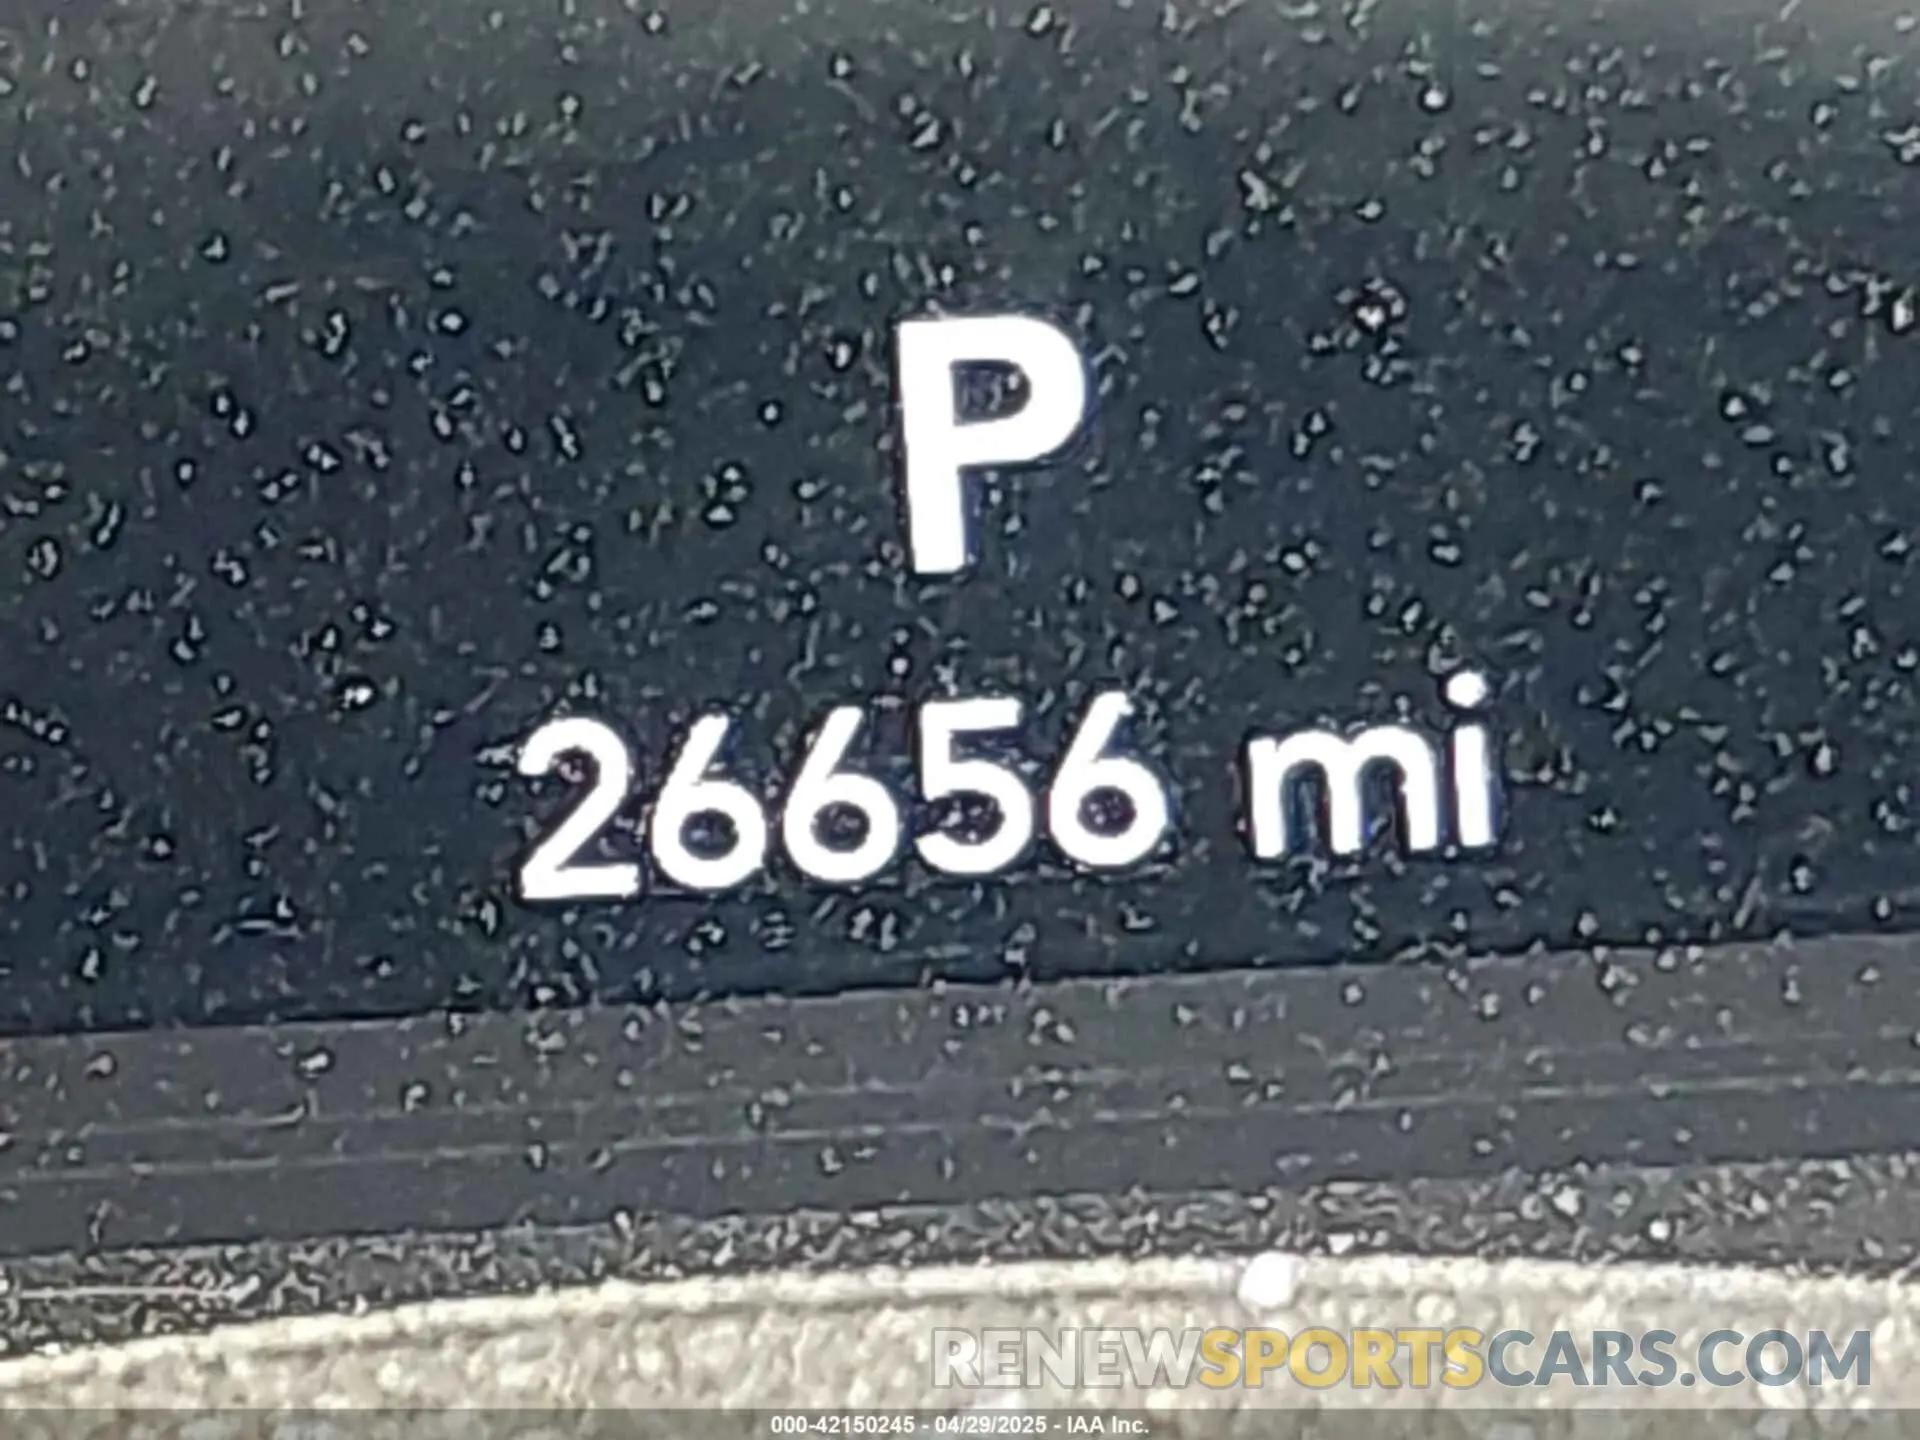 P
26656 mi
RENEWSPORTSCARS.COM
000-42150245 - 04/29/2025 - IAA Inc.